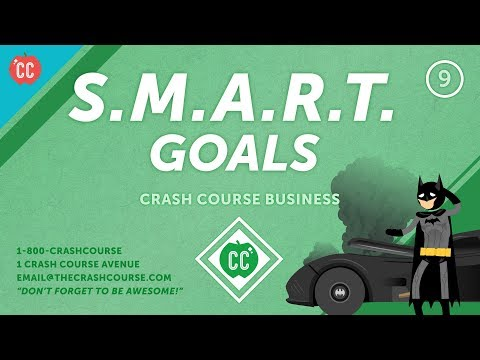 CC
9
S.M.A.R.T.
GOALS
CRASH COURSE BUSINESS
CC
1-800-CRASHCOURSE
1 CRASH COURSE AVENUE
EMAIL@THECRASHCOURSE.COM
“DON’T FORGET TO BE AWESOME!”